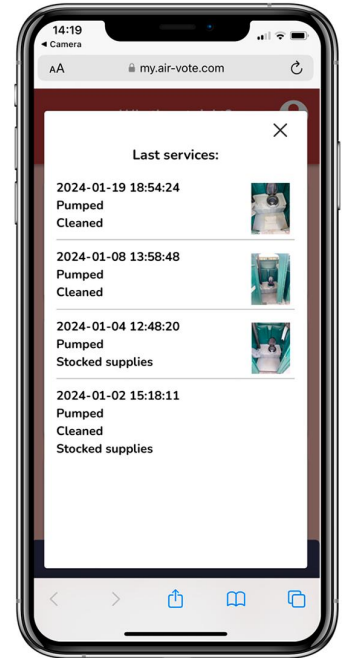 14:19
◀ Camera
AA my.air-vote.com
Last services:
2024-01-19 18:54:24
Pumped
Cleaned
2024-01-08 13:58:48
Pumped
Cleaned
2024-01-04 12:48:20
Pumped
Stocked supplies
2024-01-02 15:18:11
Pumped
Cleaned
Stocked supplies